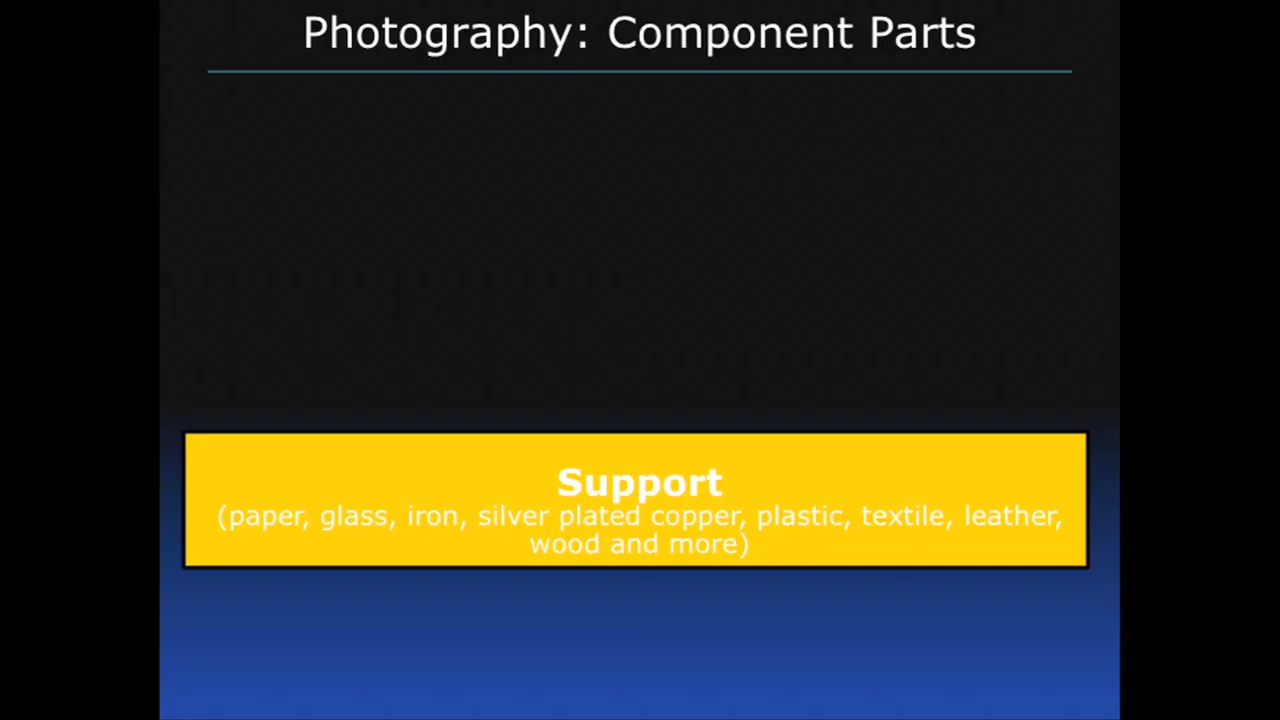 Photography: Component Parts
Support
(paper, glass, iron, silver plated copper, plastic, textile, leather,
wood and more)